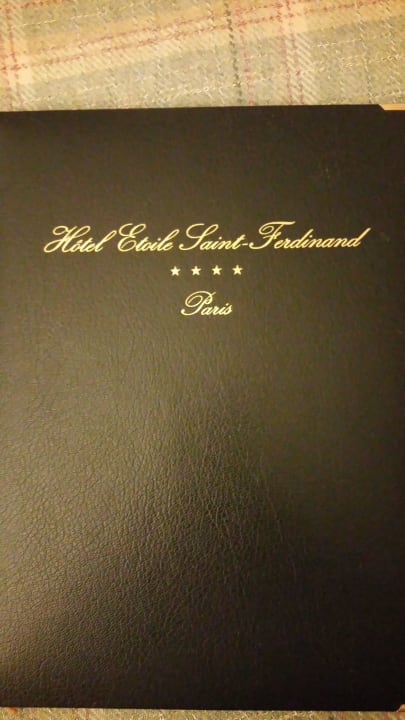 Hôtel Etoile Saint-Ferdinand
★ ★ ★ ★
Paris